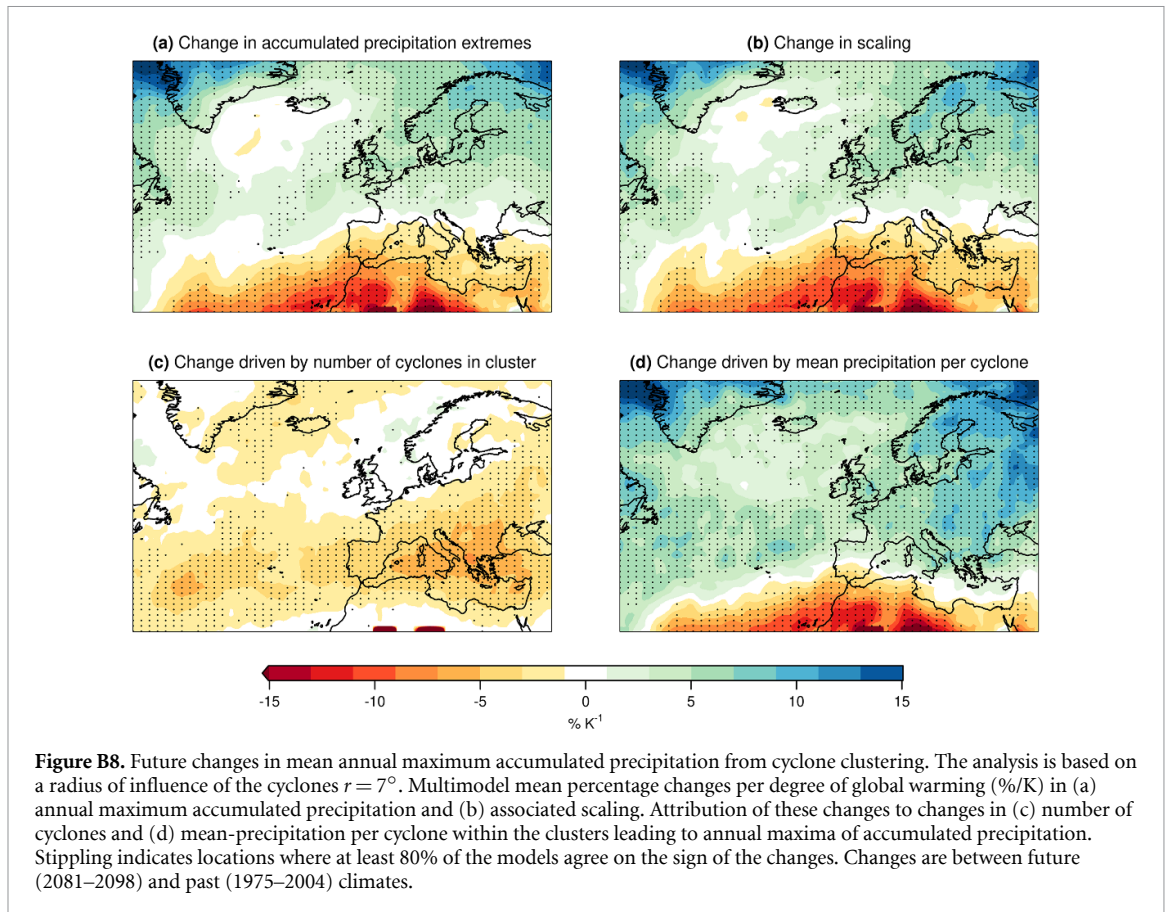 (a) Change in accumulated precipitation extremes
(b) Change in scaling
(c) Change driven by number of cyclones in cluster
(d) Change driven by mean precipitation per cyclone
-15 -10 -5 0 5 10 15
% K⁻¹
Figure B8. Future changes in mean annual maximum accumulated precipitation from cyclone clustering. The analysis is based on
a radius of influence of the cyclones r = 7°. Multimodel mean percentage changes per degree of global warming (%/K) in (a)
annual maximum accumulated precipitation and (b) associated scaling. Attribution of these changes to changes in (c) number of
cyclones and (d) mean-precipitation per cyclone within the clusters leading to annual maxima of accumulated precipitation.
Stippling indicates locations where at least 80% of the models agree on the sign of the changes. Changes are between future
(2081–2098) and past (1975–2004) climates.